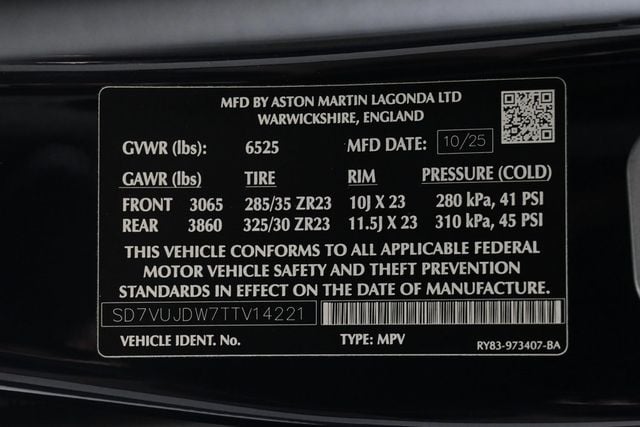 MFD BY ASTON MARTIN LAGONDA LTD
WARWICKSHIRE, ENGLAND
GVWR (lbs): 6525 MFD DATE: 10/25
GAWR (lbs) TIRE RIM PRESSURE (COLD)
FRONT 3065 285/35 ZR23 10J X 23 280 kPa, 41 PSI
REAR 3860 325/30 ZR23 11.5J X 23 310 kPa, 45 PSI
THIS VEHICLE CONFORMS TO ALL APPLICABLE FEDERAL
MOTOR VEHICLE SAFETY AND THEFT PREVENTION
STANDARDS IN EFFECT ON THE DATE OF MANUFACTURE.
SD7VUJDW7TTV14221
VEHICLE IDENT. No. TYPE: MPV RY83-973407-BA